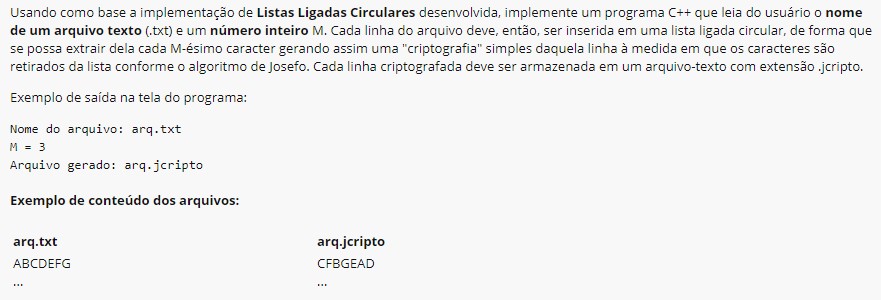 Usando como base a implementação de Listas Ligadas Circulares desenvolvida, implemente um programa C++ que leia do usuário o nome
de um arquivo texto (.txt) e um número inteiro M. Cada linha do arquivo deve, então, ser inserida em uma lista ligada circular, de forma que
se possa extrair dela cada M-ésimo caracter gerando assim uma "criptografia" simples daquela linha à medida em que os caracteres são
retirados da lista conforme o algoritmo de Josefo. Cada linha criptografada deve ser armazenada em um arquivo-texto com extensão .jcripto.
Exemplo de saída na tela do programa:
Nome do arquivo: arq.txt
M = 3
Arquivo gerado: arq.jcripto
Exemplo de conteúdo dos arquivos:
arq.txt arq.jcripto
ABCDEFG CFBGEAD
... ...